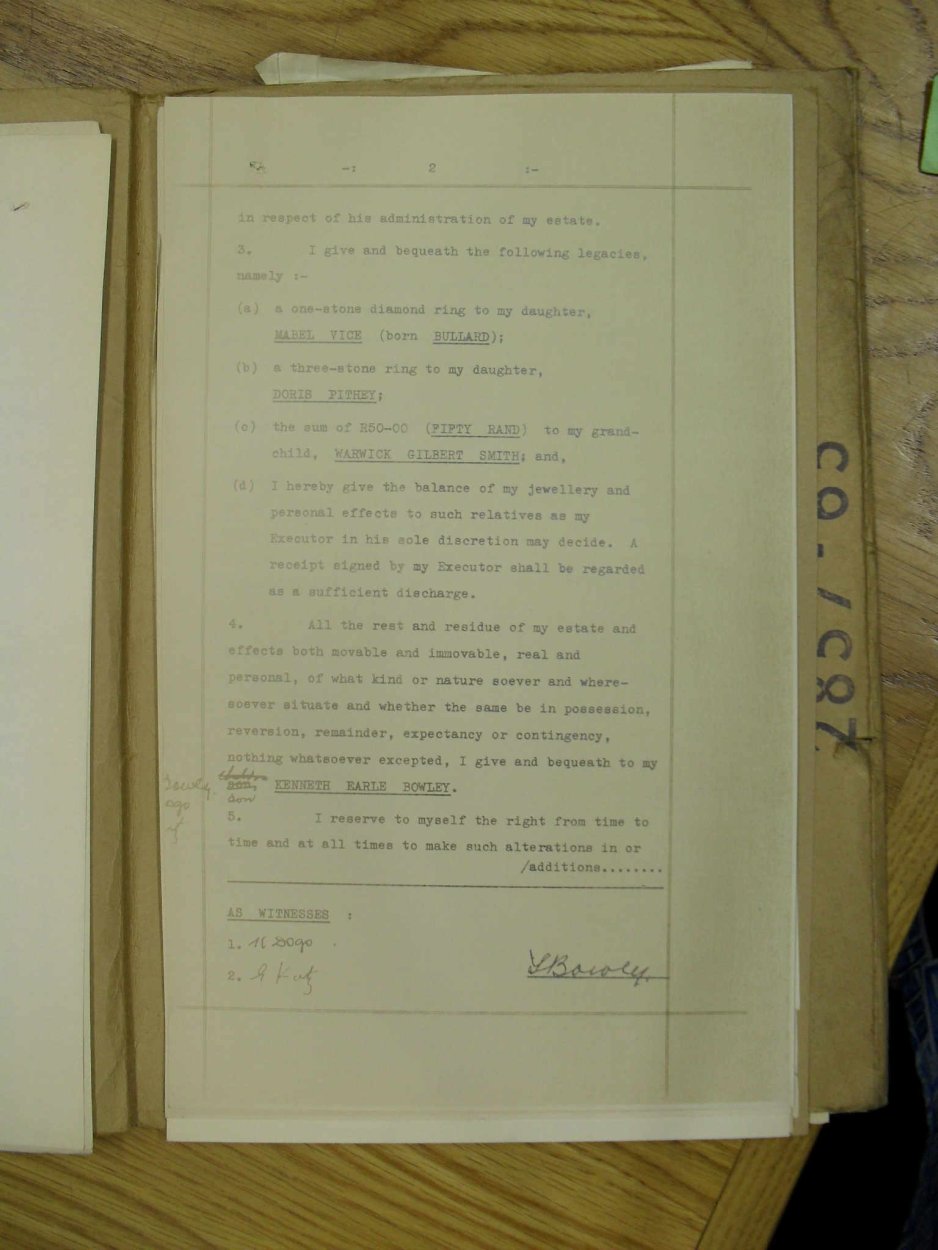 -: 2 :-
in respect of his administration of my estate.
3. I give and bequeath the following legacies,
namely :-
(a) a one-stone diamond ring to my daughter,
MABEL VICE (born BULLARD);
(b) a three-stone ring to my daughter,
DORIS PITHEY;
(c) the sum of R50-00 (FIFTY RAND) to my grand-
child, WARWICK GILBERT SMITH; and,
(d) I hereby give the balance of my jewellery and
personal effects to such relatives as my
Executor in his sole discretion may decide. A
receipt signed by my Executor shall be regarded
as a sufficient discharge.
4. All the rest and residue of my estate and
effects both movable and immovable, real and
personal, of what kind or nature soever and where-
soever situate and whether the same be in possession,
reversion, remainder, expectancy or contingency,
nothing whatsoever excepted, I give and bequeath to my
son, KENNETH EARLE BOWLEY.
son
5. I reserve to myself the right from time to
time and at all times to make such alterations in or
/additions........
AS WITNESSES :
1.
2. Katz
Bowley.